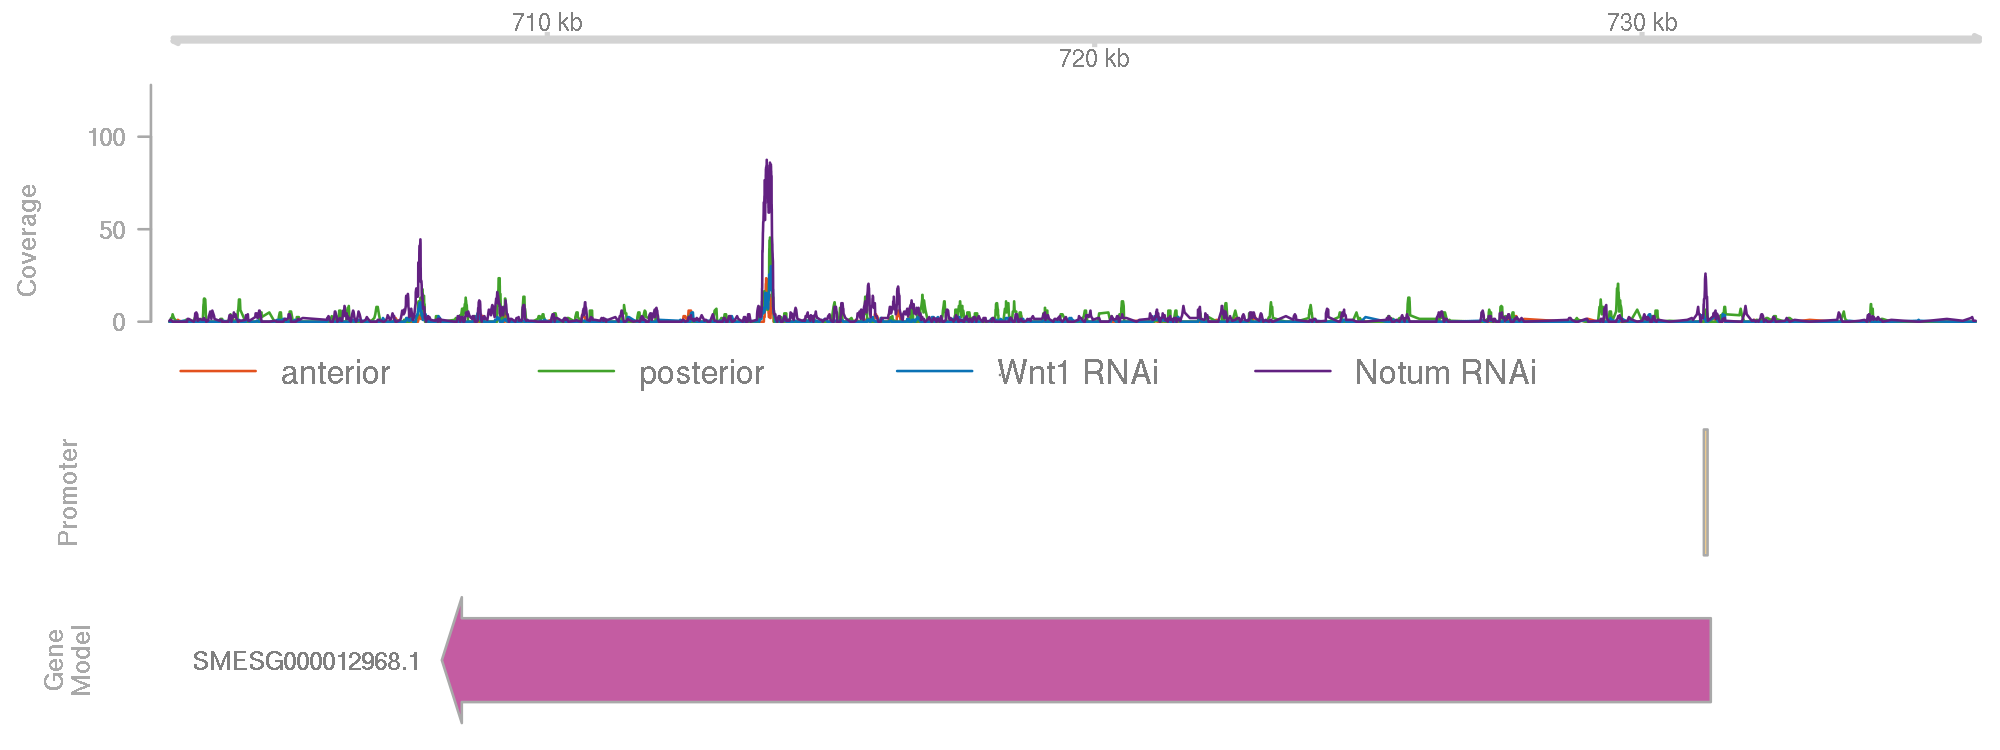 710 kb
730 kb
720 kb
Coverage
100
50
0
anterior posterior Wnt1 RNAi Notum RNAi
Promoter
Gene
Model
SMESG000012968.1